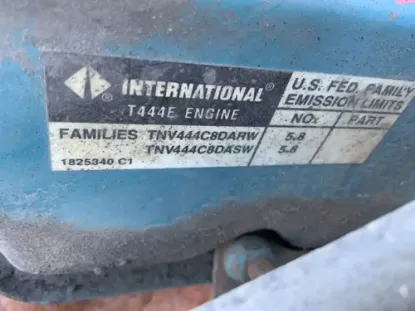 INTERNATIONAL®
T444E ENGINE
U.S. FED. FAMILY
EMISSION LIMITS
NOx PART
FAMILIES TNV444C8DARW 5.8
TNV444C8DASW 5.8
1825340 C1